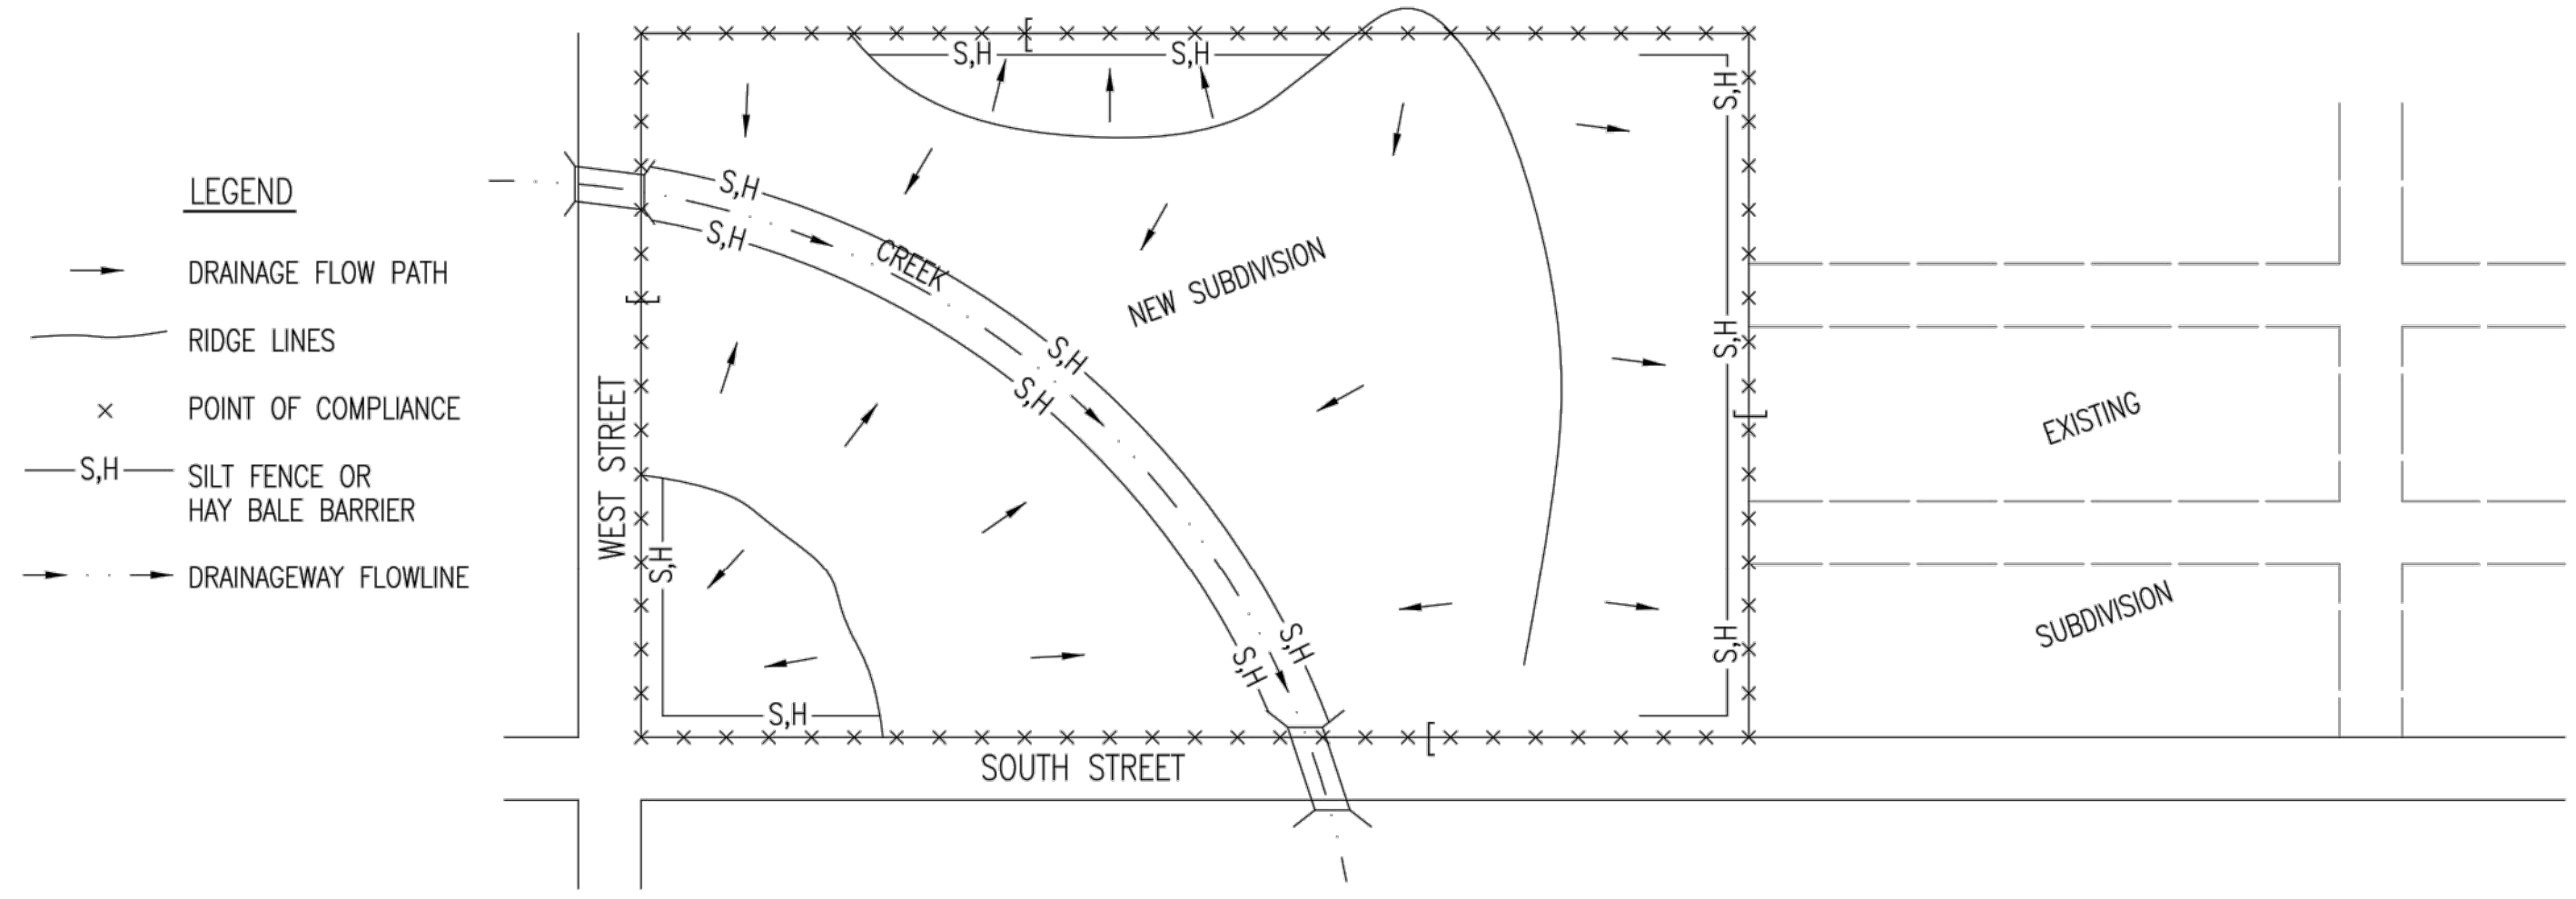 LEGEND
DRAINAGE FLOW PATH
RIDGE LINES
POINT OF COMPLIANCE
S,H
SILT FENCE OR
HAY BALE BARRIER
DRAINAGEWAY FLOWLINE
S,H
S,H
S,H
S,H
S,H
CREEK
NEW SUBDIVISION
S,H
S,H
S,H
WEST STREET
S,H
S,H
S,H
S,H
S,H
S,H
SOUTH STREET
EXISTING
SUBDIVISION